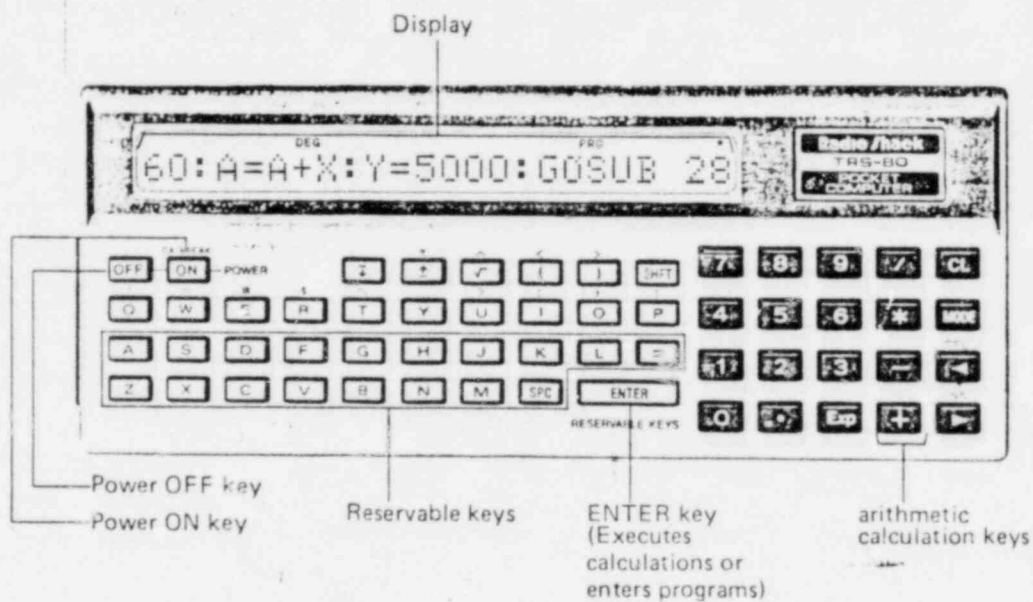 Display
DEG PRO
60:A=A+X:Y=5000:GOSUB 28
Radio Shack
TRS-80
POCKET
COMPUTER
OFF ON POWER √ ( ) SHFT 7 8 9 / CL
Q W E R T Y U I O P 4 5 6 * MODE
A S D F G H J K L = 1 2 3 -
Z X C V B N M SPC ENTER 0 . Exp +
RESERVABLE KEYS
Power OFF key
Power ON key
Reservable keys
ENTER key
(Executes
calculations or
enters programs)
arithmetic
calculation keys